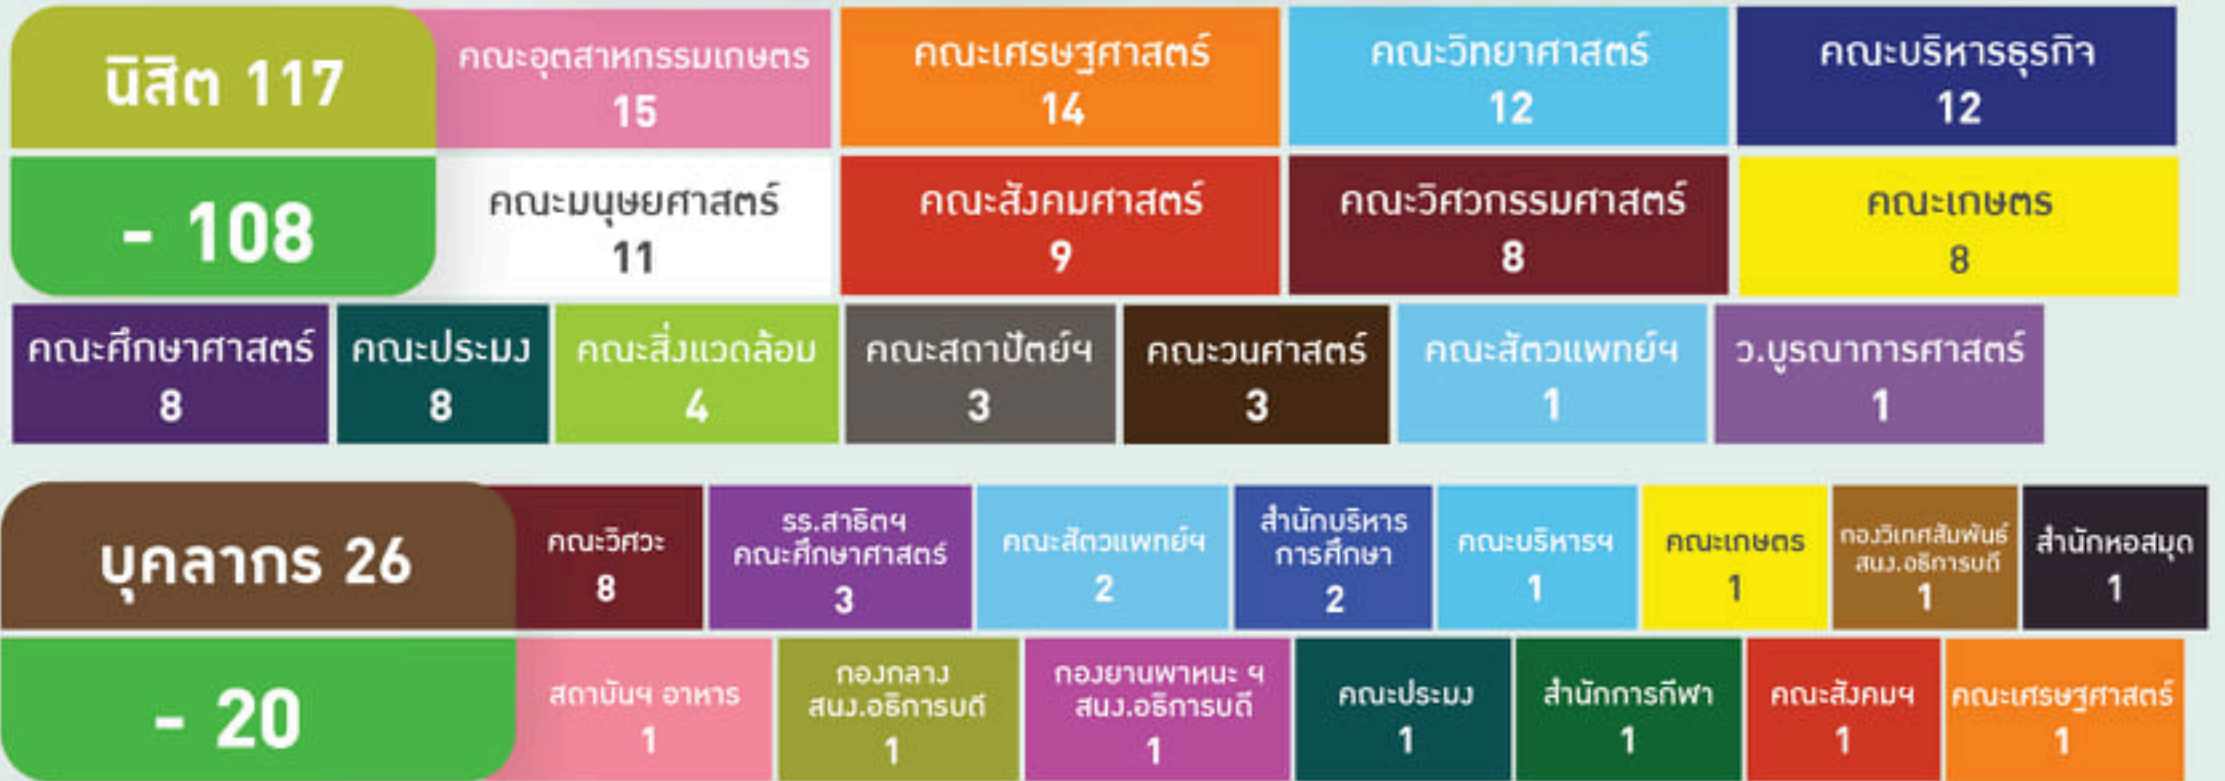 นิสิต 117
- 108
คณะอุตสาหกรรมเกษตร
15
คณะเศรษฐศาสตร์
14
คณะวิทยาศาสตร์
12
คณะบริหารธุรกิจ
12
คณะมนุษยศาสตร์
11
คณะสังคมศาสตร์
9
คณะวิศวกรรมศาสตร์
8
คณะเกษตร
8
คณะศึกษาศาสตร์
8
คณะประมง
8
คณะสิ่งแวดล้อม
4
คณะสถาปัตย์ฯ
3
คณะวนศาสตร์
3
คณะสัตวแพทย์ฯ
1
ว.บูรณาการศาสตร์
1
บุคลากร 26
- 20
คณะวิศวะ
8
รร.สาธิตฯ
คณะศึกษาศาสตร์
3
คณะสัตวแพทย์ฯ
2
สำนักบริหาร
การศึกษา
2
คณะบริหารฯ
1
คณะเกษตร
1
กองวิเทศสัมพันธ์
สนง.อธิการบดี
1
สำนักหอสมุด
1
สถาบันฯ อาหาร
1
กองกลาง
สนง.อธิการบดี
1
กองยานพาหนะ ฯ
สนง.อธิการบดี
1
คณะประมง
1
สำนักการกีฬา
1
คณะสังคมฯ
1
คณะเศรษฐศาสตร์
1